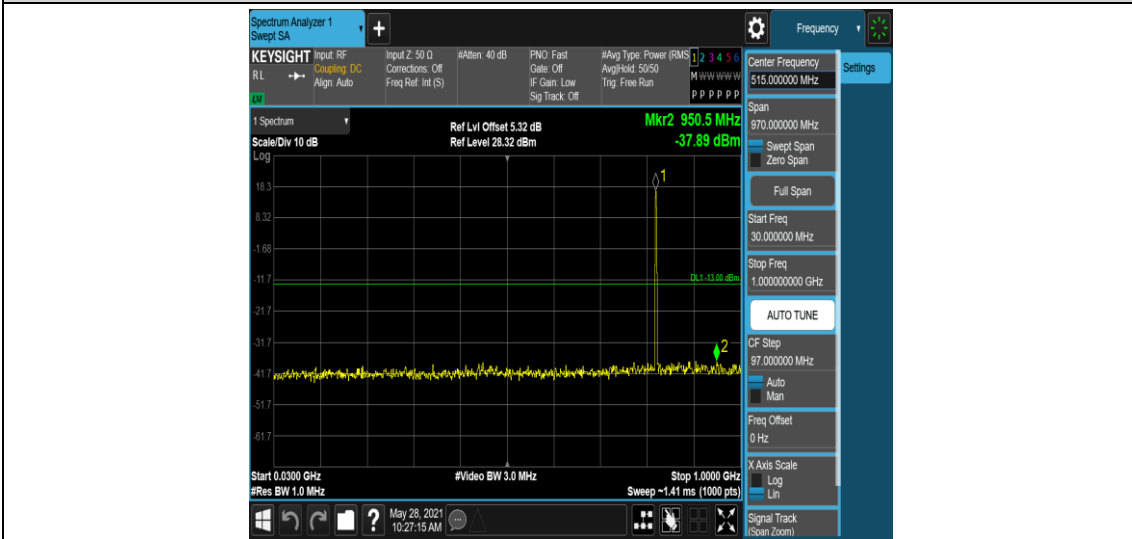 Spectrum Analyzer 1
Swept SA
+
Frequency
KEYSIGHT
RL
Input: RF
Coupling: DC
Align: Auto
Input Z: 50 Ω
Corrections: Off
Freq Ref: Int (S)
#Atten: 40 dB
PNO: Fast
Gate: Off
IF Gain: Low
Sig Track: Off
#Avg Type: Power (RMS
Avg|Hold: 50/50
Trig: Free Run
1 2 3 4 5 6
M W W W W W
P P P P P P
1 Spectrum
Scale/Div 10 dB
Log
Ref Lvl Offset 5.32 dB
Ref Level 28.32 dBm
Mkr2 950.5 MHz
-37.89 dBm
18.3
8.32
-1.68
-11.7
-21.7
-31.7
-41.7
-51.7
-61.7
1
DL1 -13.00 dBm
2
Start 0.0300 GHz
#Res BW 1.0 MHz
#Video BW 3.0 MHz
Stop 1.0000 GHz
Sweep ~1.41 ms (1000 pts)
?
May 28, 2021
10:27:15 AM
Center Frequency
515.000000 MHz
Settings
Span
970.000000 MHz
Swept Span
Zero Span
Full Span
Start Freq
30.000000 MHz
Stop Freq
1.000000000 GHz
AUTO TUNE
CF Step
97.000000 MHz
Auto
Man
Freq Offset
0 Hz
X Axis Scale
Log
Lin
Signal Track
(Span Zoom)